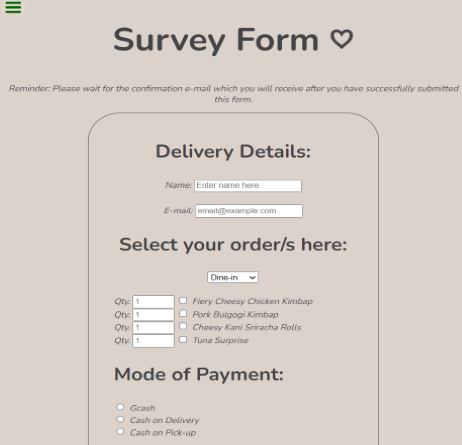 Survey Form
Reminder: Please wait for the confirmation e-mail which you will receive after you have successfully submitted
this form.
Delivery Details:
Name: Enter name here
E-mail: email@example.com
Select your order/s here:
Dine-in
Qty. 1 Fiery Cheesy Chicken Kimbap
Qty. 1 Pork Bulgogi Kimbap
Qty. 1 Cheesy Kani Sriracha Rolls
Qty. 1 Tuna Surprise
Mode of Payment:
Gcash
Cash on Delivery
Cash on Pick-up